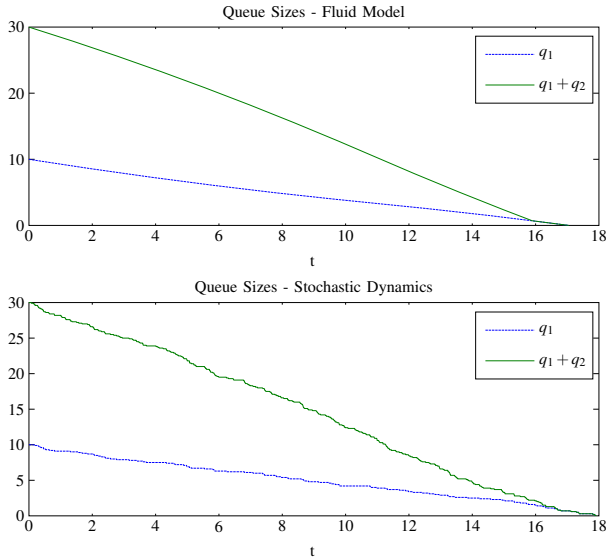 Queue Sizes - Fluid Model
30
20
10
0
q1
q1 + q2
0 2 4 6 8 10 12 14 16 18
t
Queue Sizes - Stochastic Dynamics
30
25
20
15
10
5
0
q1
q1 + q2
0 2 4 6 8 10 12 14 16 18
t